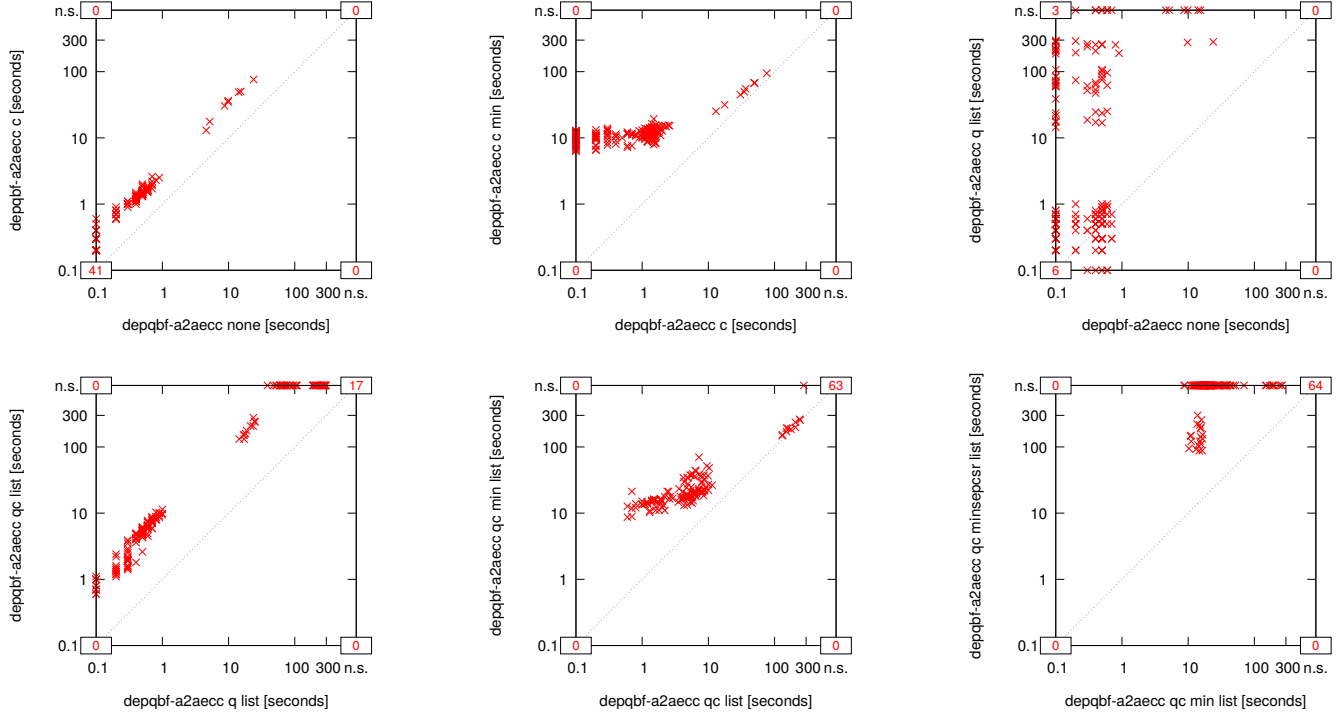 n.s. 0 0
300
100
10
1
0.1 41 0
0.1 1 10 100 300 n.s.
depqbf-a2aecc c [seconds]
depqbf-a2aecc none [seconds]
n.s. 0 0
300
100
10
1
0.1 0 0
0.1 1 10 100 300 n.s.
depqbf-a2aecc c min [seconds]
depqbf-a2aecc c [seconds]
n.s. 3 0
300
100
10
1
0.1 6 0
0.1 1 10 100 300 n.s.
depqbf-a2aecc q list [seconds]
depqbf-a2aecc none [seconds]
n.s. 0 17
300
100
10
1
0.1 0 0
0.1 1 10 100 300 n.s.
depqbf-a2aecc qc list [seconds]
depqbf-a2aecc q list [seconds]
n.s. 0 63
300
100
10
1
0.1 0 0
0.1 1 10 100 300 n.s.
depqbf-a2aecc qc min list [seconds]
depqbf-a2aecc qc list [seconds]
n.s. 0 64
300
100
10
1
0.1 0 0
0.1 1 10 100 300 n.s.
depqbf-a2aecc qc minsepcsr list [seconds]
depqbf-a2aecc qc min list [seconds]